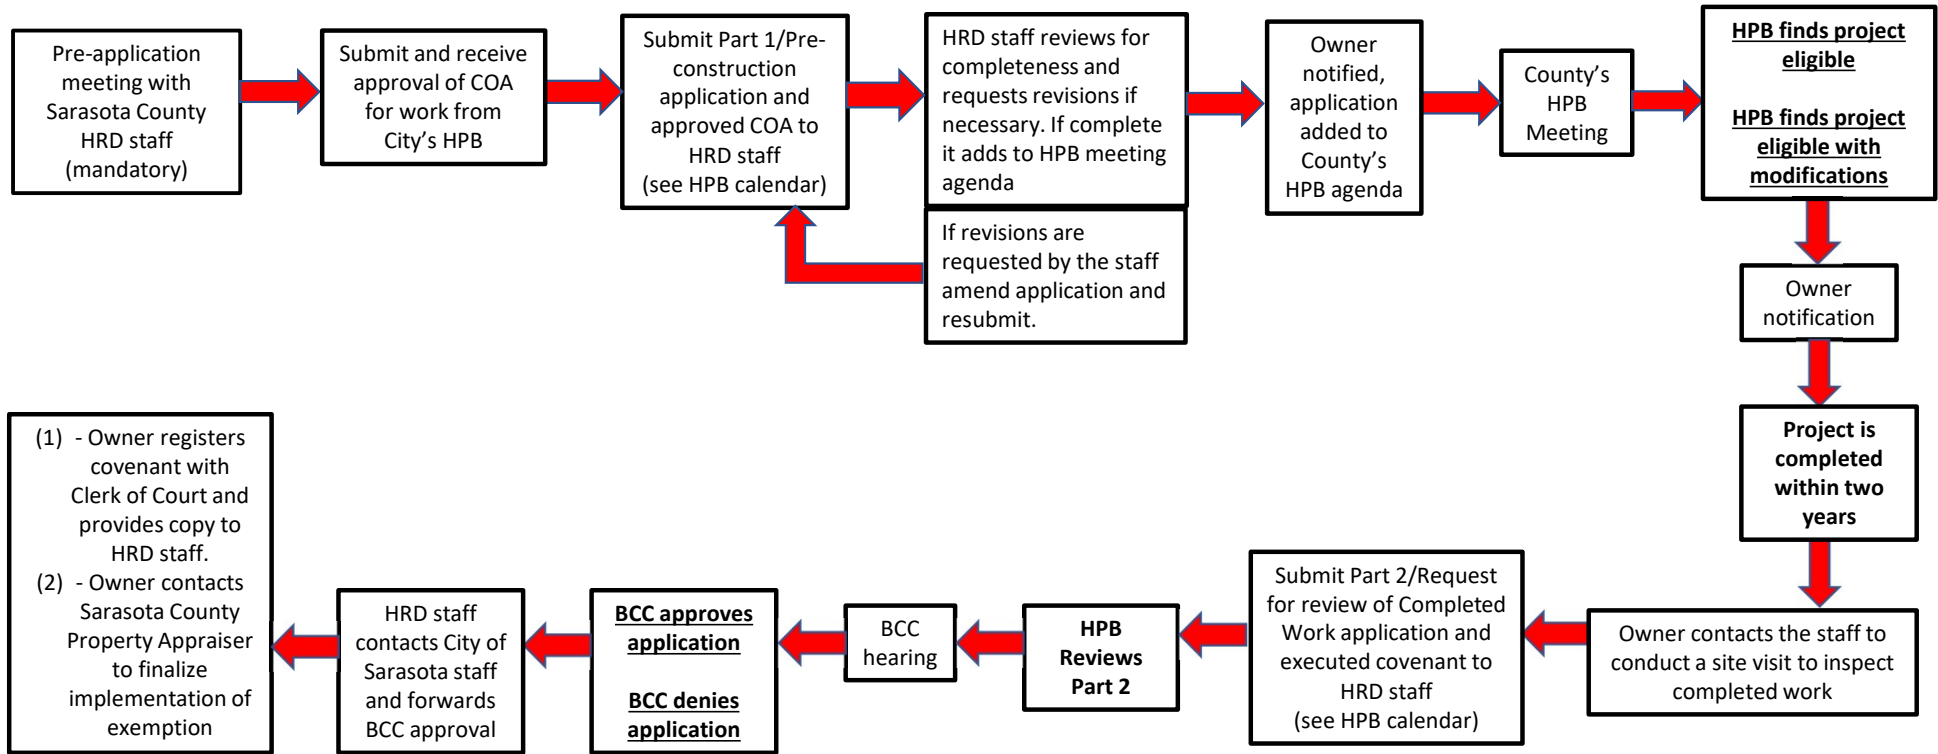 Pre-application
meeting with
Sarasota County
HRD staff
(mandatory)
Submit and receive
approval of COA
for work from
City's HPB
Submit Part 1/Pre-
construction
application and
approved COA to
HRD staff
(see HPB calendar)
HRD staff reviews for
completeness and
requests revisions if
necessary. If complete
it adds to HPB meeting
agenda
If revisions are
requested by the staff
amend application and
resubmit.
Owner
notified,
application
added to
County's
HPB agenda
County's
HPB
Meeting
HPB finds project
eligible
HPB finds project
eligible with
modifications
Owner
notification
Project is
completed
within two
years
Owner contacts the staff to
conduct a site visit to inspect
completed work
Submit Part 2/Request
for review of Completed
Work application and
executed covenant to
HRD staff
(see HPB calendar)
HPB
Reviews
Part 2
BCC
hearing
BCC approves
application
BCC denies
application
HRD staff
contacts City of
Sarasota staff
and forwards
BCC approval
(1) - Owner registers
covenant with
Clerk of Court and
provides copy to
HRD staff.
(2) - Owner contacts
Sarasota County
Property Appraiser
to finalize
implementation of
exemption